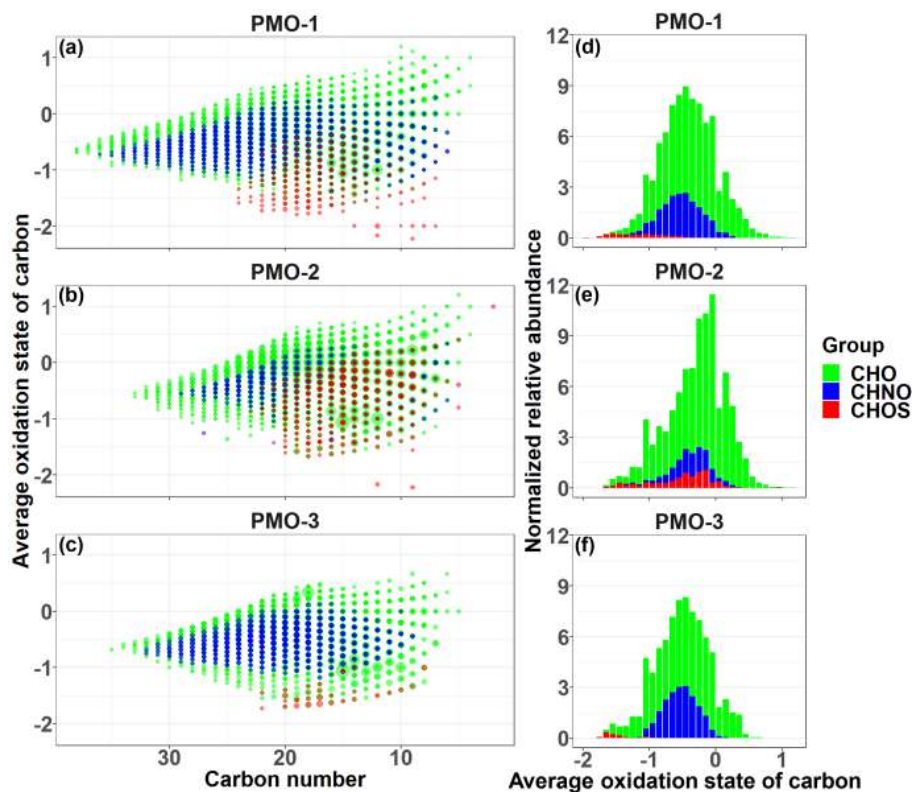 PMO-1
(a)
1
0
-1
-2
PMO-2
(b)
1
0
-1
-2
PMO-3
(c)
1
0
-1
-2
30
20
10
Carbon number
Average oxidation state of carbon
PMO-1
(d)
12
9
6
3
0
PMO-2
(e)
12
9
6
3
0
PMO-3
(f)
12
9
6
3
0
-2
-1
0
1
Average oxidation state of carbon
Normalized relative abundance
Group
CHO
CHNO
CHOS